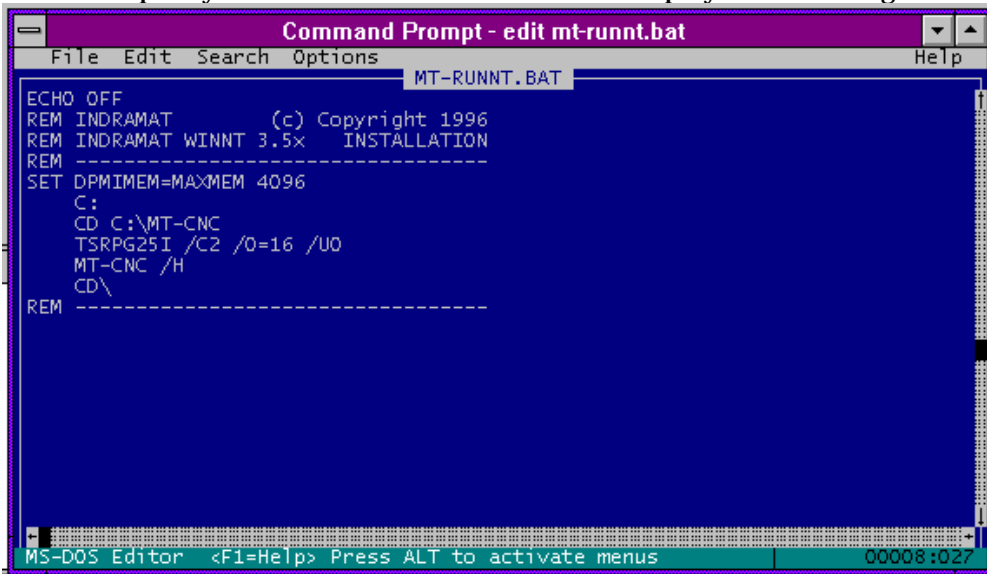 Command Prompt - edit mt-runnt.bat
File Edit Search Options Help
MT-RUNNT.BAT
ECHO OFF
REM INDRAMAT (c) Copyright 1996
REM INDRAMAT WINNT 3.5x INSTALLATION
REM ----------------------------------
SET DPMIMEM=MAXMEM 4096
C:
CD C:\MT-CNC
TSRPG25I /C2 /O=16 /UO
MT-CNC /H
CD\
REM ----------------------------------
MS-DOS Editor <F1=Help> Press ALT to activate menus 00008:027